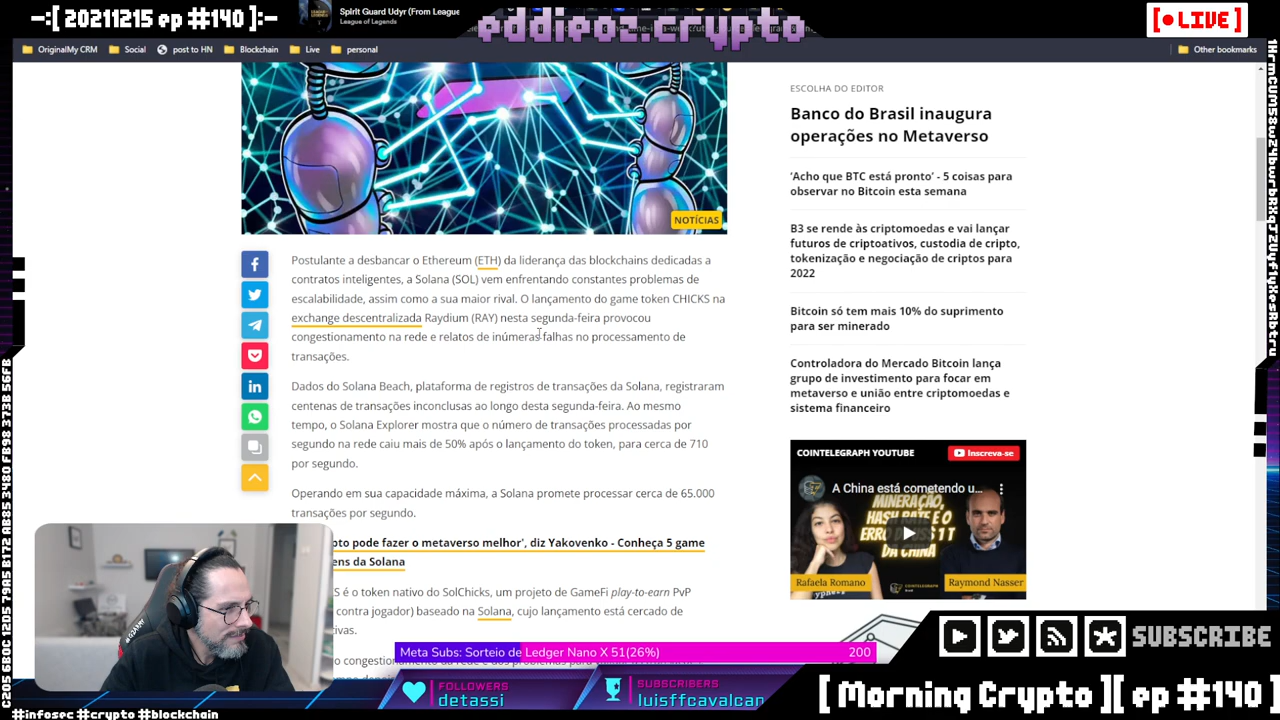 -:[ 20211215 ep #140 ]:-
Spirit Guard Udyr (From League
League of Legends
eddieoz.crypto
[● LIVE]
OriginalMy CRM
Social
post to HN
Blockchain
Live
personal
Other bookmarks
NOTÍCIAS
Postulante a desbancar o Ethereum (ETH) da liderança das blockchains dedicadas a
contratos inteligentes, a Solana (SOL) vem enfrentando constantes problemas de
escalabilidade, assim como a sua maior rival. O lançamento do game token CHICKS na
exchange descentralizada Raydium (RAY) nesta segunda-feira provocou
congestionamento na rede e relatos de inúmeras falhas no processamento de
transações.
Dados do Solana Beach, plataforma de registros de transações da Solana, registraram
centenas de transações inconclusas ao longo desta segunda-feira. Ao mesmo
tempo, o Solana Explorer mostra que o número de transações processadas por
segundo na rede caiu mais de 50% após o lançamento do token, para cerca de 710
por segundo.
Operando em sua capacidade máxima, a Solana promete processar cerca de 65.000
transações por segundo.
pto pode fazer o metaverso melhor', diz Yakovenko - Conheça 5 game
ens da Solana
S é o token nativo do SolChicks, um projeto de GameFi play-to-earn PvP
contra jogador) baseado na Solana, cujo lançamento está cercado de
tivas.
ESCOLHA DO EDITOR
Banco do Brasil inaugura
operações no Metaverso
'Acho que BTC está pronto' - 5 coisas para
observar no Bitcoin esta semana
B3 se rende às criptomoedas e vai lançar
futuros de criptoativos, custodia de cripto,
tokenização e negociação de criptos para
2022
Bitcoin só tem mais 10% do suprimento
para ser minerado
Controladora do Mercado Bitcoin lança
grupo de investimento para focar em
metaverso e união entre criptomoedas e
sistema financeiro
COINTELEGRAPH YOUTUBE
Inscreva-se
A China está cometendo u...
MINERAÇÃO,
HASH RATE E O
DA CHINA
Rafaela Romano
Raymond Nasser
Meta Subs: Sorteio de Ledger Nano X 51(26%)
200
SUBSCRIBE
FOLLOWERS
detassi
SUBSCRIBERS
luisffcavalcan
[ Morning Crypto ][ ep #140 ]
#infosec #crypto #blockchain